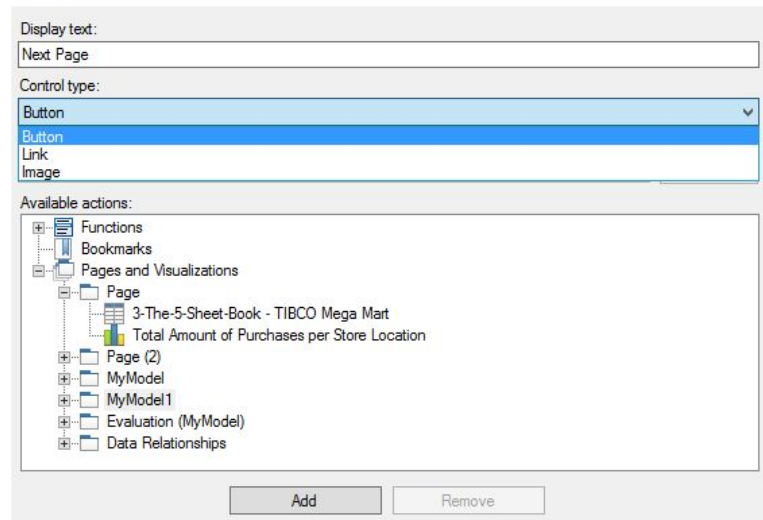 Display text:
Next Page
Control type:
Button
Button
Link
Image
Available actions:
Functions
Bookmarks
Pages and Visualizations
Page
3-The-5-Sheet-Book - TIBCO Mega Mart
Total Amount of Purchases per Store Location
Page (2)
MyModel
MyModel1
Evaluation (MyModel)
Data Relationships
Add
Remove